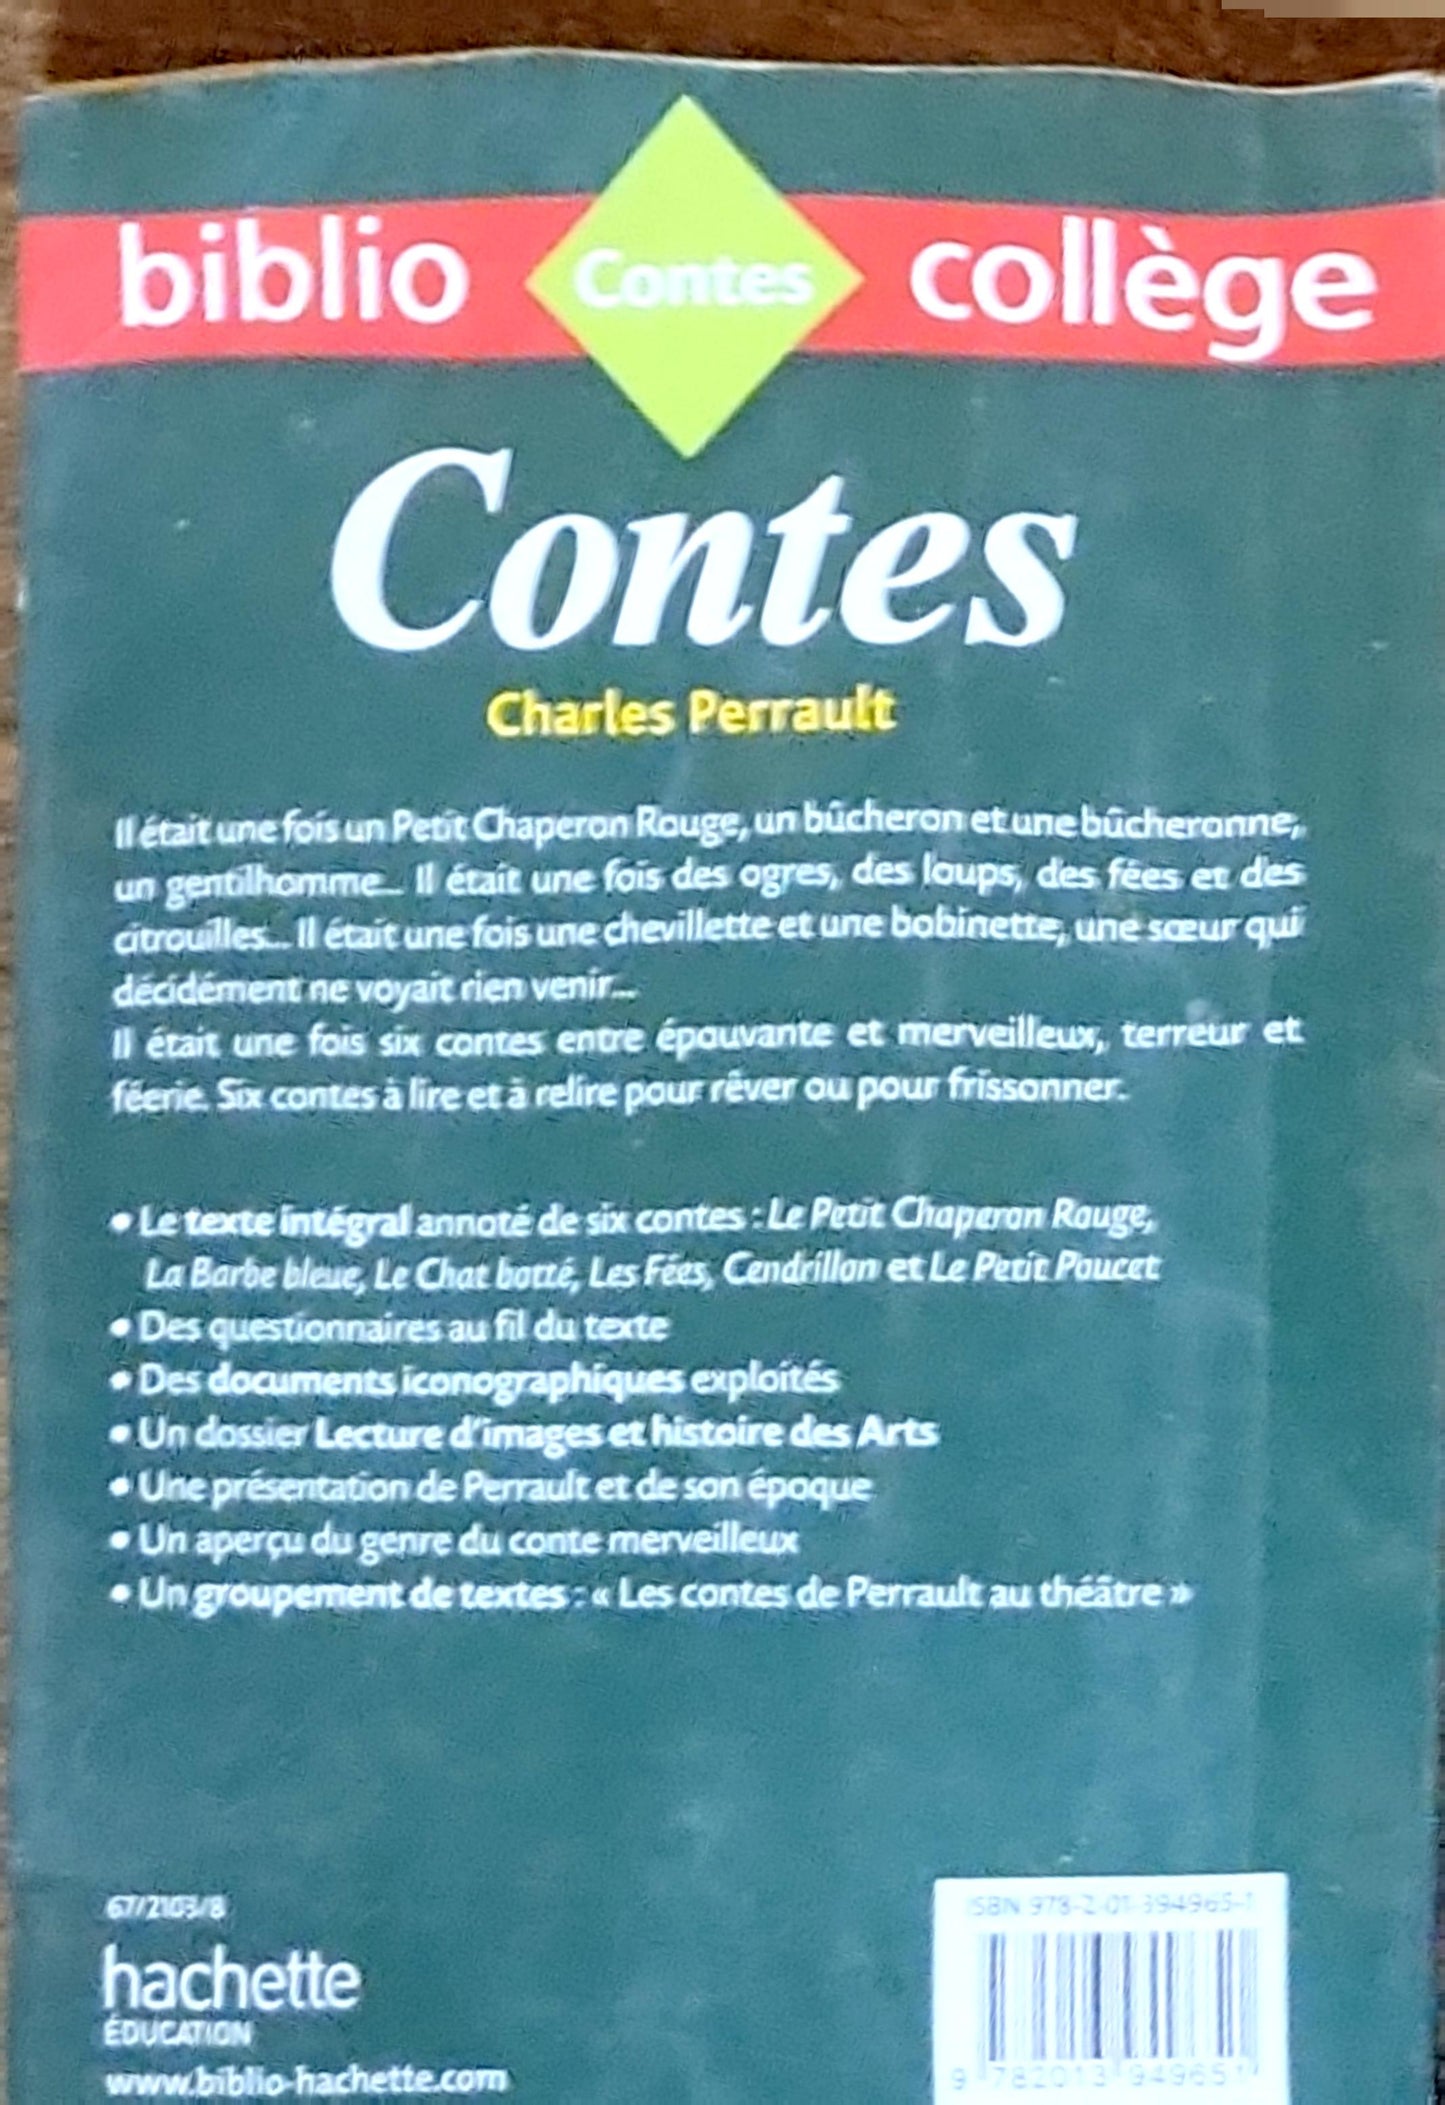 biblio Contes collège
Contes
Charles Perrault
Il était une fois un Petit Chaperon Rouge, un bûcheron et une bûcheronne,
un gentilhomme... Il était une fois des ogres, des loups, des fées et des
citrouilles... Il était une fois une chevillette et une bobinette, une sœur qui
décidément ne voyait rien venir...
Il était une fois six contes entre épouvante et merveilleux, terreur et
féerie. Six contes à lire et à relire pour rêver ou pour frissonner.
• Le texte intégral annoté de six contes : Le Petit Chaperon Rouge,
La Barbe bleue, Le Chat botté, Les Fées, Cendrillon et Le Petit Poucet
• Des questionnaires au fil du texte
• Des documents iconographiques exploités
• Un dossier Lecture d'images et histoire des Arts
• Une présentation de Perrault et de son époque
• Un aperçu du genre du conte merveilleux
• Un groupement de textes : « Les contes de Perrault au théâtre »
67/2103/8
hachette
ÉDUCATION
www.biblio-hachette.com
ISBN 978-2-01-394965-1
9 782013 949651